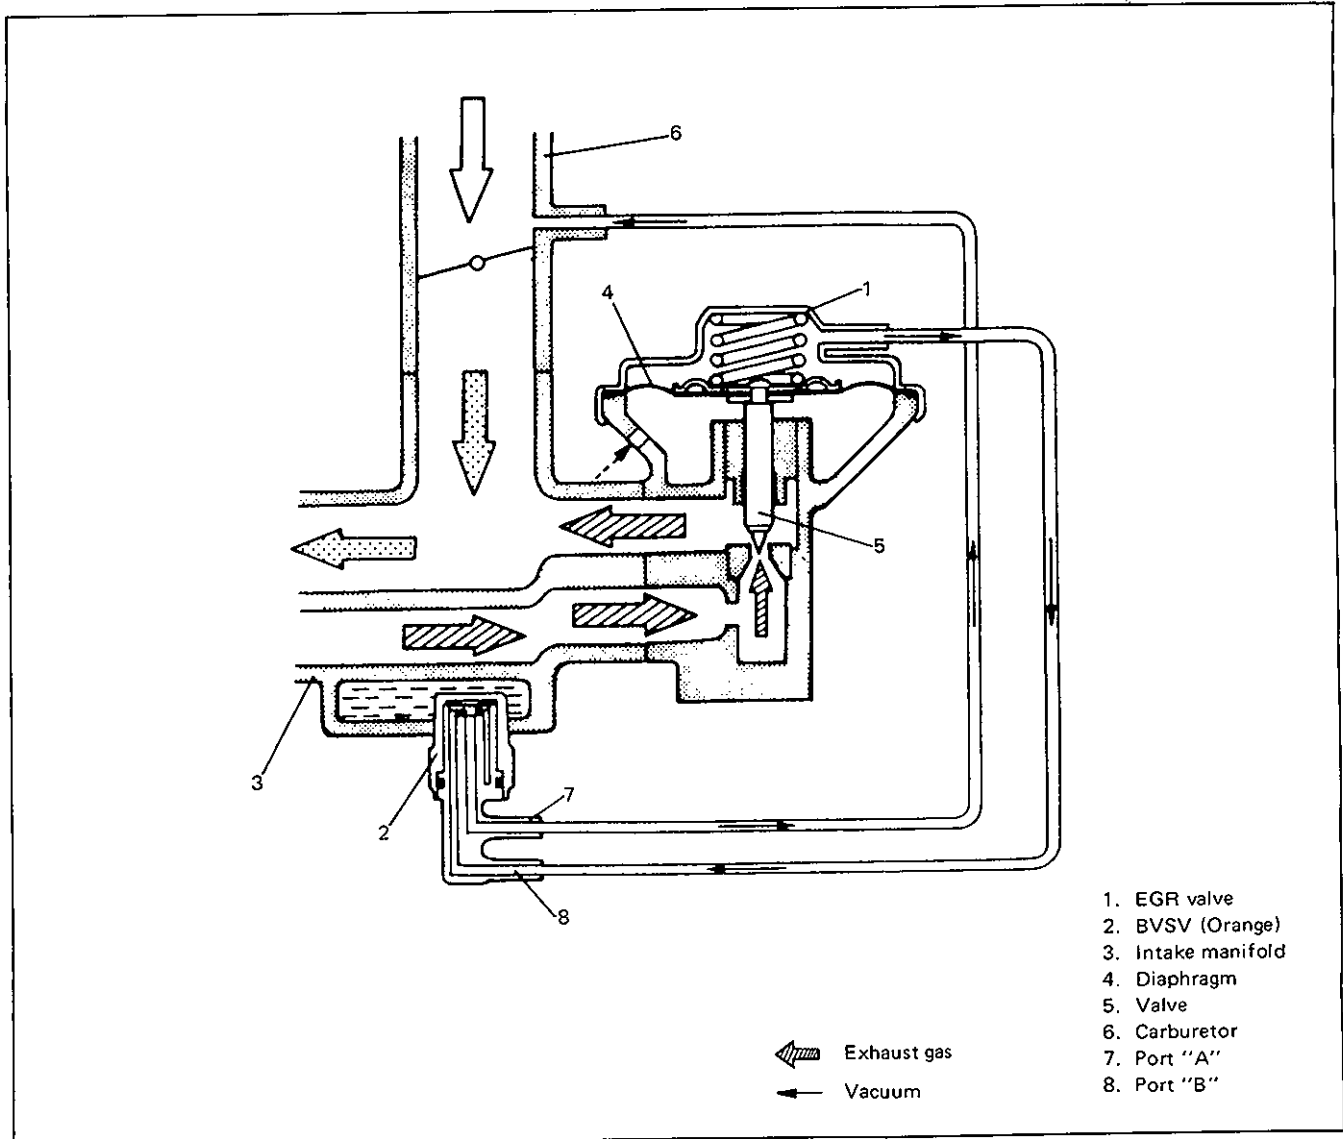 6
1
4
5
3
2
7
8
1. EGR valve
2. BVSV (Orange)
3. Intake manifold
4. Diaphragm
5. Valve
6. Carburetor
7. Port "A"
8. Port "B"
Exhaust gas
Vacuum